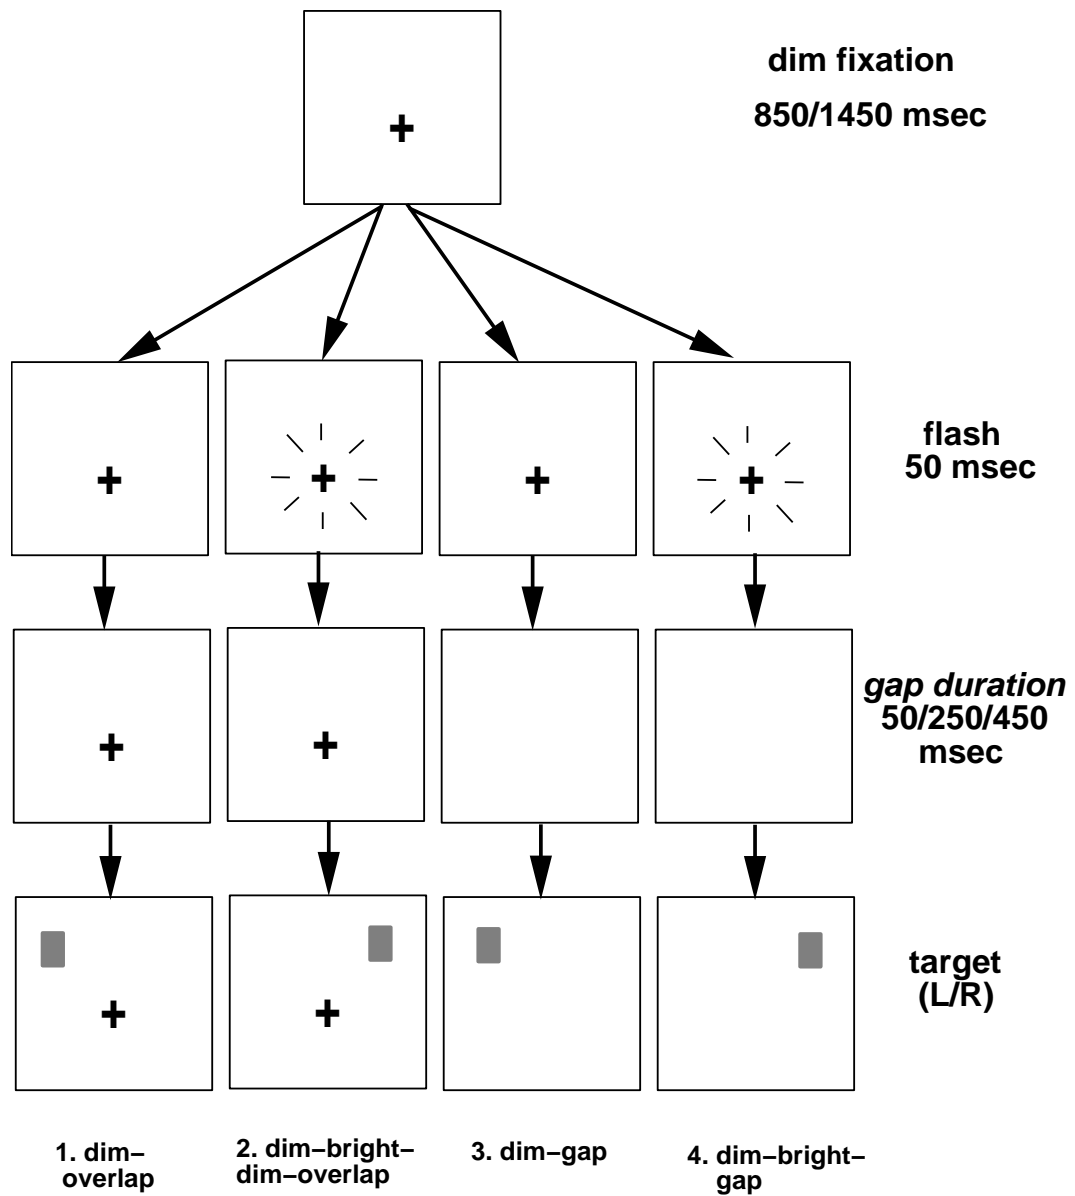 dim fixation
850/1450 msec
flash
50 msec
gap duration
50/250/450
msec
target
(L/R)
1. dim−
overlap
2. dim−bright−
dim−overlap
3. dim−gap
4. dim−bright−
gap